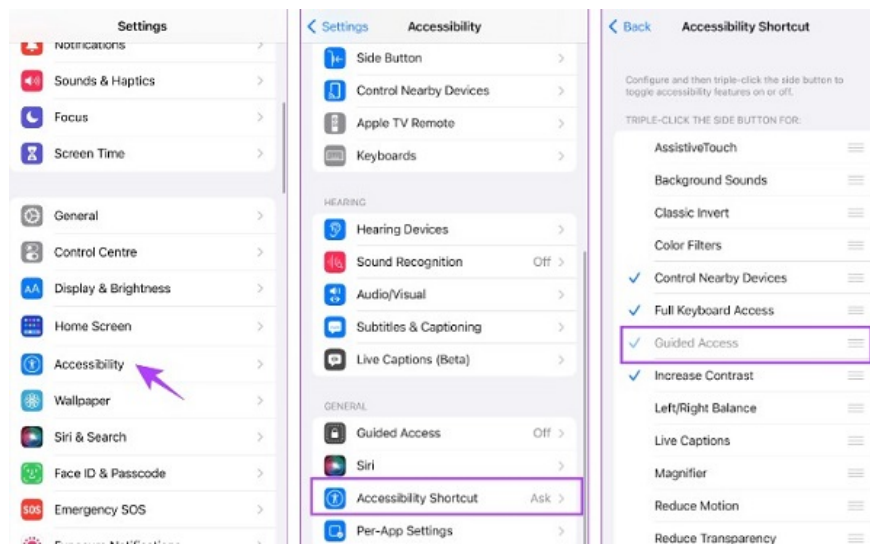 Settings
Notifications
Sounds & Haptics
Focus
Screen Time
General
Control Centre
AA Display & Brightness
Home Screen
Accessibility
Wallpaper
Siri & Search
Face ID & Passcode
SOS Emergency SOS
Exposure Notifications
Settings Accessibility
Side Button
Control Nearby Devices
Apple TV Remote
Keyboards
HEARING
Hearing Devices
Sound Recognition Off
Audio/Visual
Subtitles & Captioning
Live Captions (Beta)
GENERAL
Guided Access Off
Siri
Accessibility Shortcut Ask
Per-App Settings
Back Accessibility Shortcut
Configure and then triple-click the side button to
toggle accessibility features on or off.
TRIPLE-CLICK THE SIDE BUTTON FOR:
AssistiveTouch
Background Sounds
Classic Invert
Color Filters
Control Nearby Devices
Full Keyboard Access
Guided Access
Increase Contrast
Left/Right Balance
Live Captions
Magnifier
Reduce Motion
Reduce Transparency